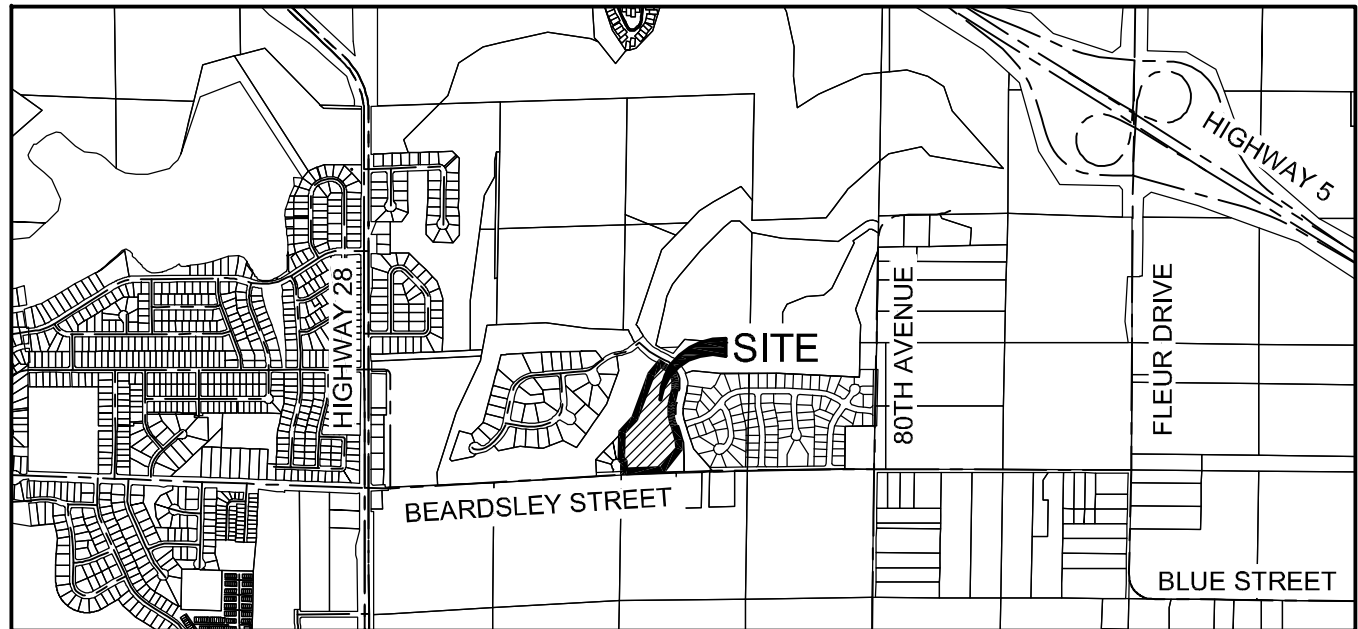 HIGHWAY 5
HIGHWAY 28
80TH AVENUE
FLEUR DRIVE
SITE
BEARDSLEY STREET
BLUE STREET